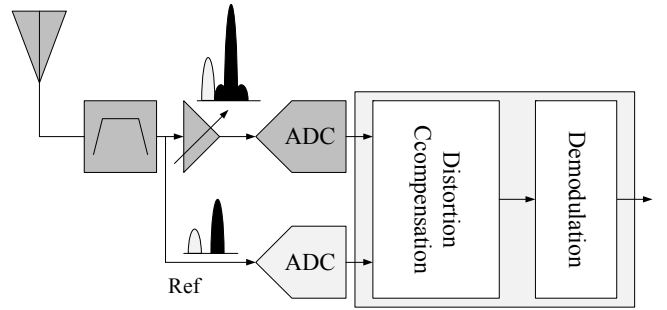 ADC
Distortion
Ccompensation
Demodulation
ADC
Ref